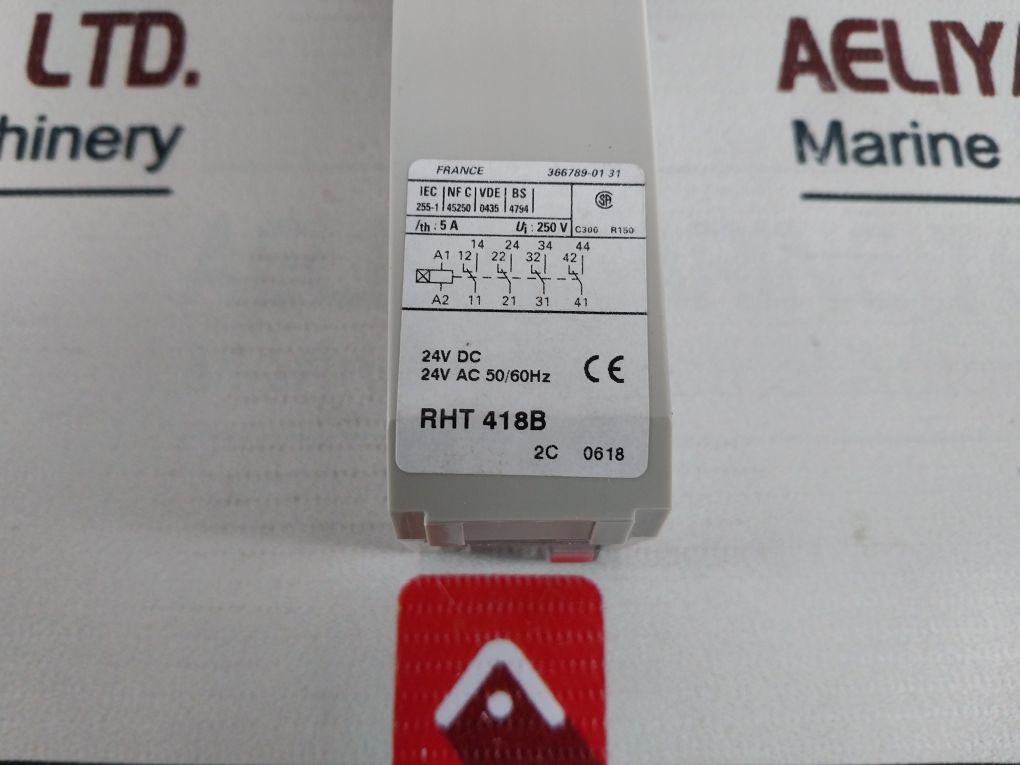 LTD.
AELIYA
hinery
Marine
FRANCE 366789-01 31
IEC NF C VDE BS
255-1 45250 0435 4794
SA
Ith : 5 A Ui : 250 V C300 R150
14 24 34 44
A1 12 22 32 42
A2 11 21 31 41
24V DC
24V AC 50/60Hz CE
RHT 418B
2C 0618